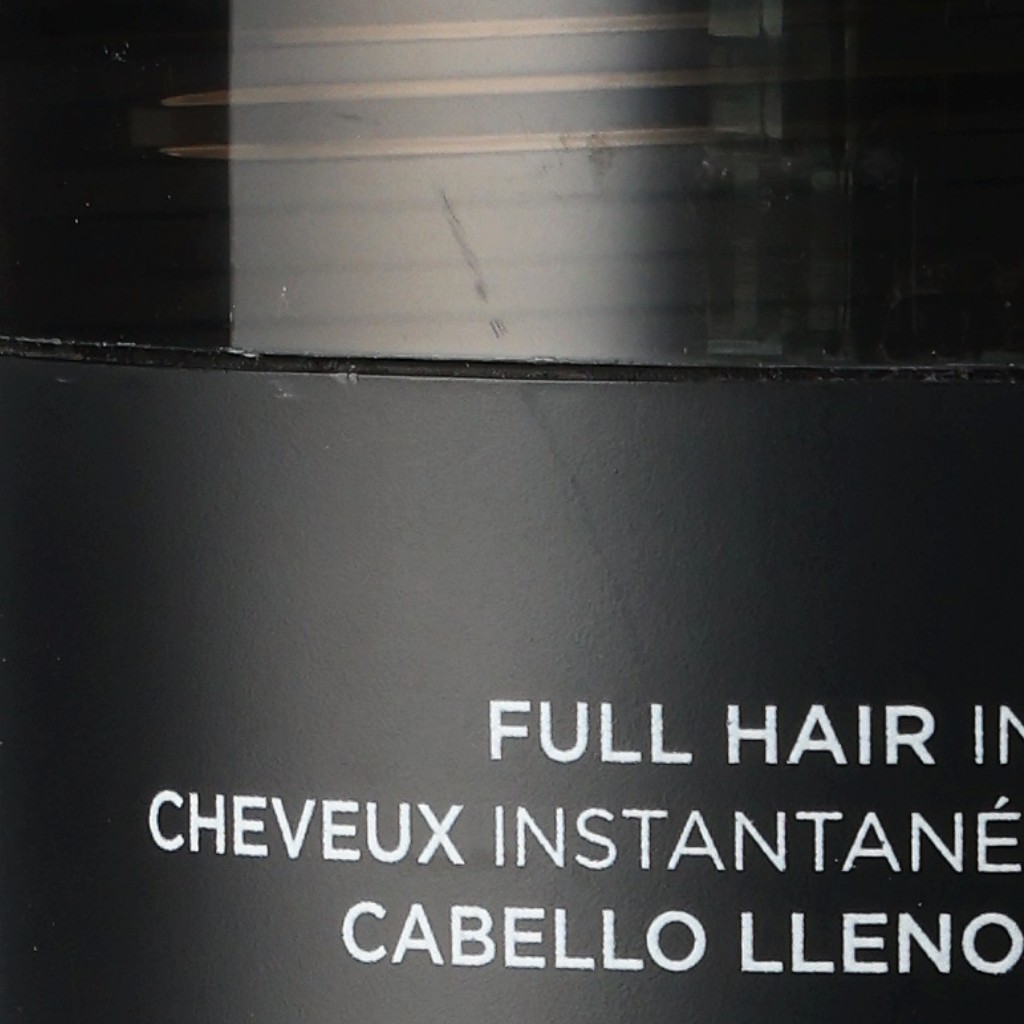 FULL HAIR IN
CHEVEUX INSTANTANÉ
CABELLO LLENO